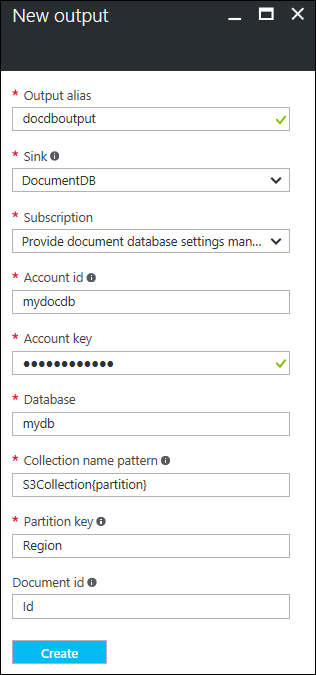 New output
* Output alias
docdboutput
* Sink
DocumentDB
* Subscription
Provide document database settings man...
* Account id
mydocdb
* Account key
●●●●●●●●●●●●
* Database
mydb
* Collection name pattern
S3Collection{partition}
* Partition key
Region
Document id
Id
Create